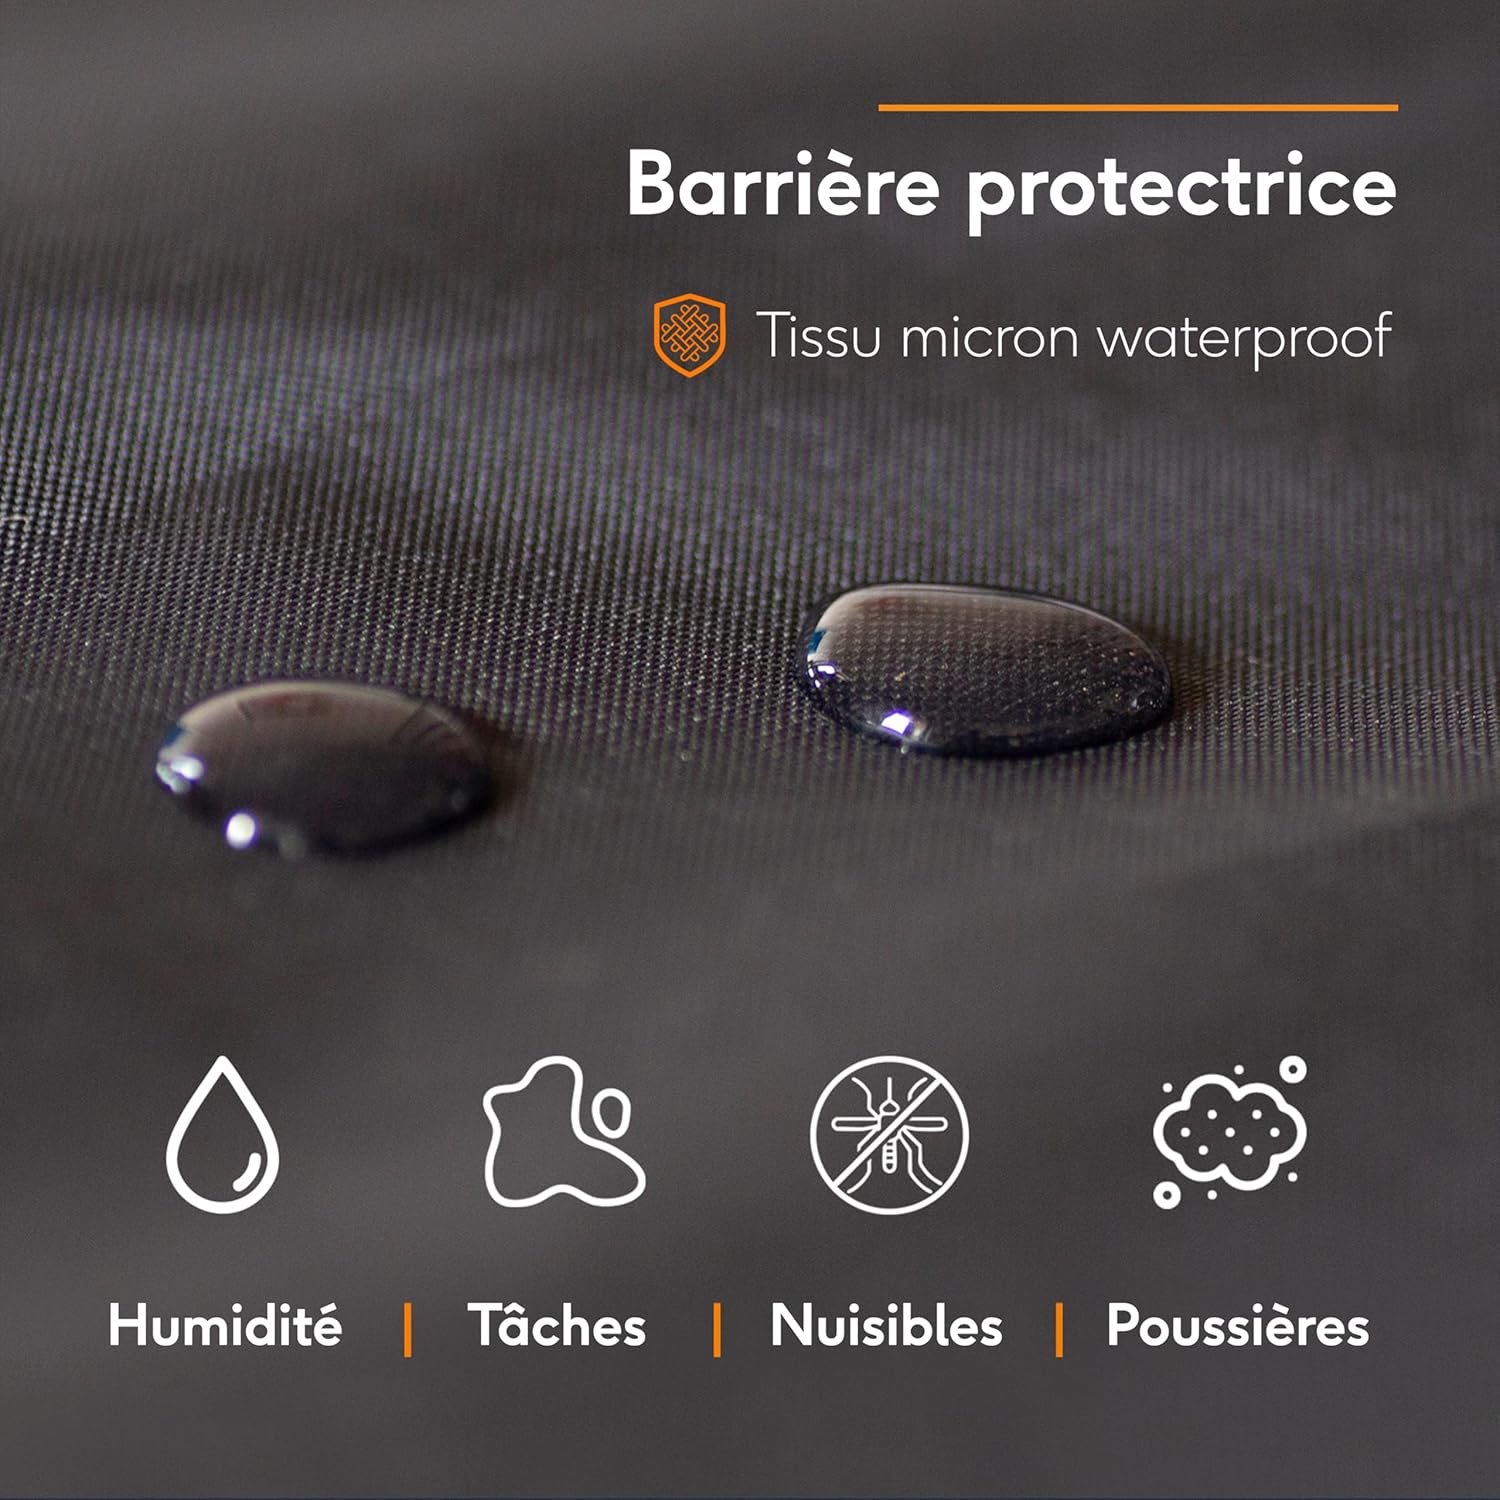 Barrière protectrice
Tissu micron waterproof
Humidité | Tâches | Nuisibles | Poussières